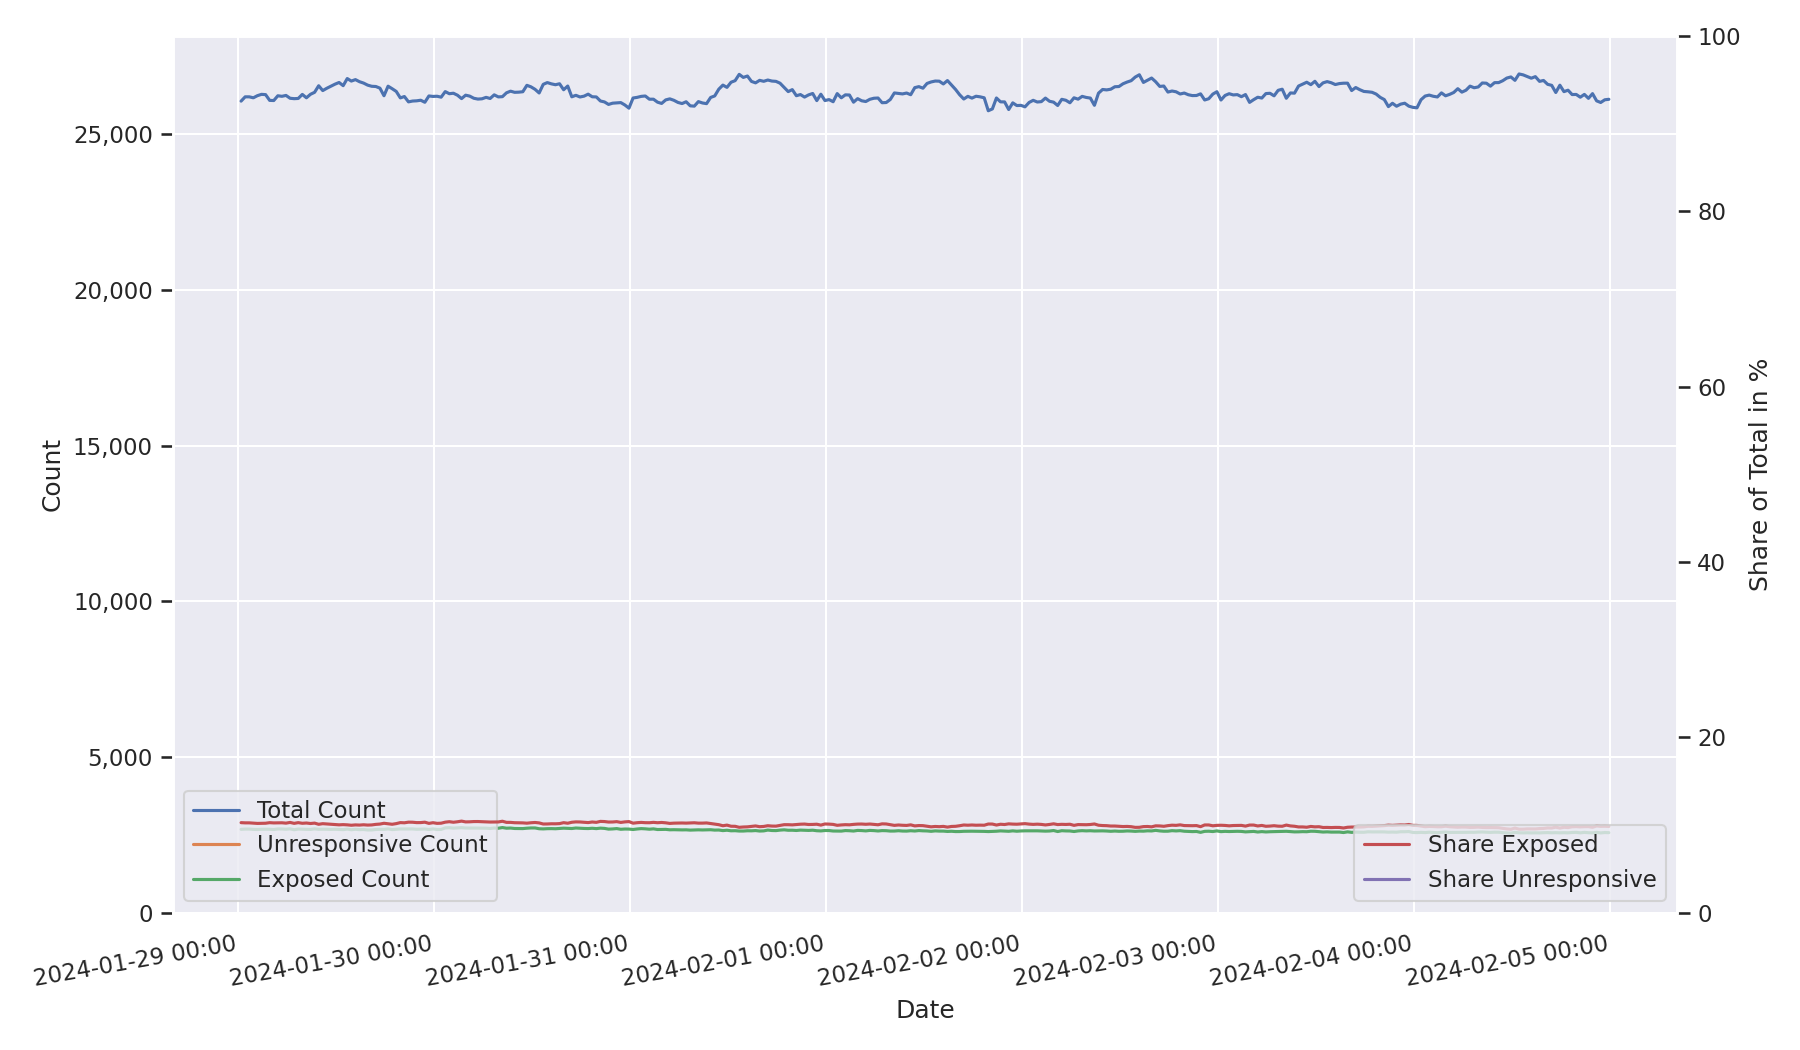 100
25,000
80
20,000
60
15,000
Count
Share of Total in %
40
10,000
20
5,000
Total Count
Unresponsive Count
Exposed Count
Share Exposed
Share Unresponsive
0
0
2024-01-29 00:00
2024-01-30 00:00
2024-01-31 00:00
2024-02-01 00:00
2024-02-02 00:00
2024-02-03 00:00
2024-02-04 00:00
2024-02-05 00:00
Date